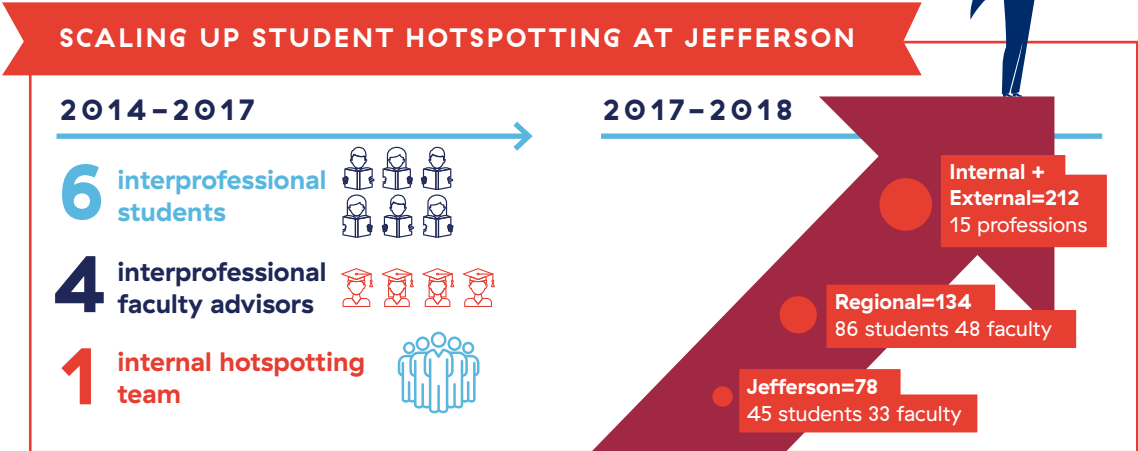 SCALING UP STUDENT HOTSPOTTING AT JEFFERSON
2014–2017
6 interprofessional
students
4 interprofessional
faculty advisors
1 internal hotspotting
team
2017–2018
Internal +
External=212
15 professions
Regional=134
86 students 48 faculty
Jefferson=78
45 students 33 faculty